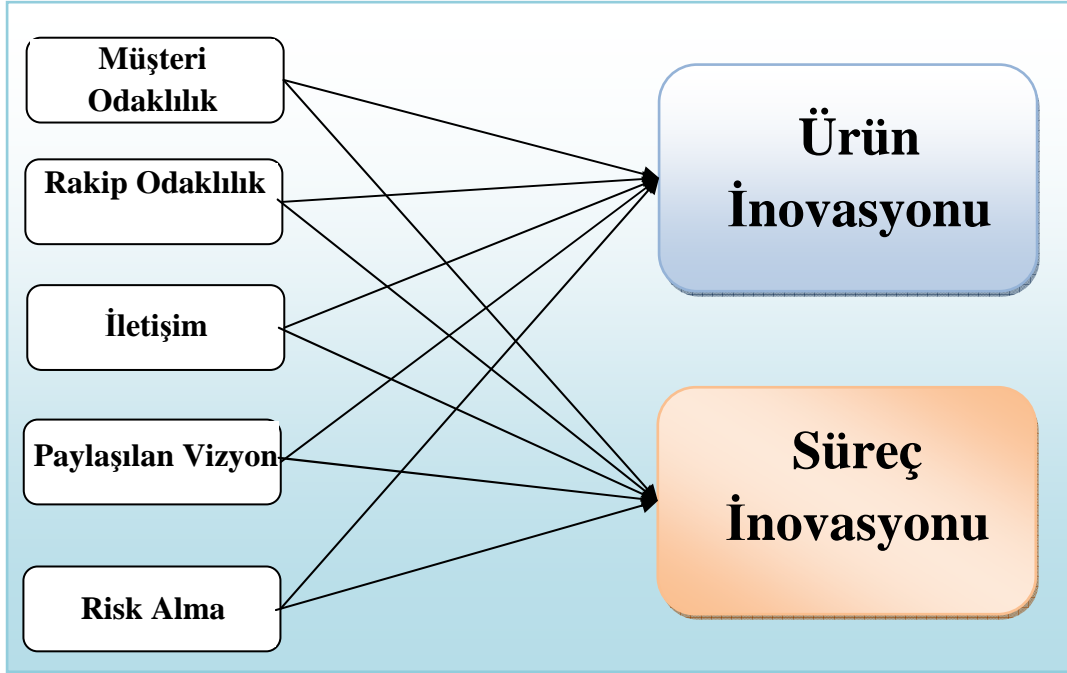 Müşteri
Odaklılık
Rakip Odaklılık
İletişim
Paylaşılan Vizyon
Risk Alma
Ürün
İnovasyonu
Süreç
İnovasyonu